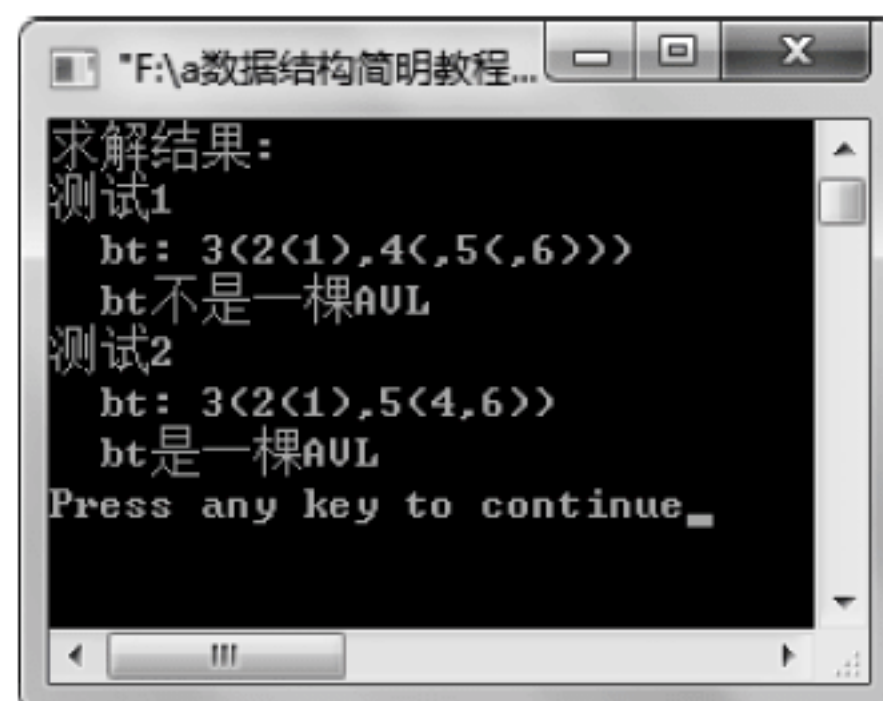 "F:\a数据结构简明教程...
求解结果:
测试1
bt: 3(2(1),4(,5(,6)))
bt不是一棵AVL
测试2
bt: 3(2(1),5(4,6))
bt是一棵AVL
Press any key to continue_